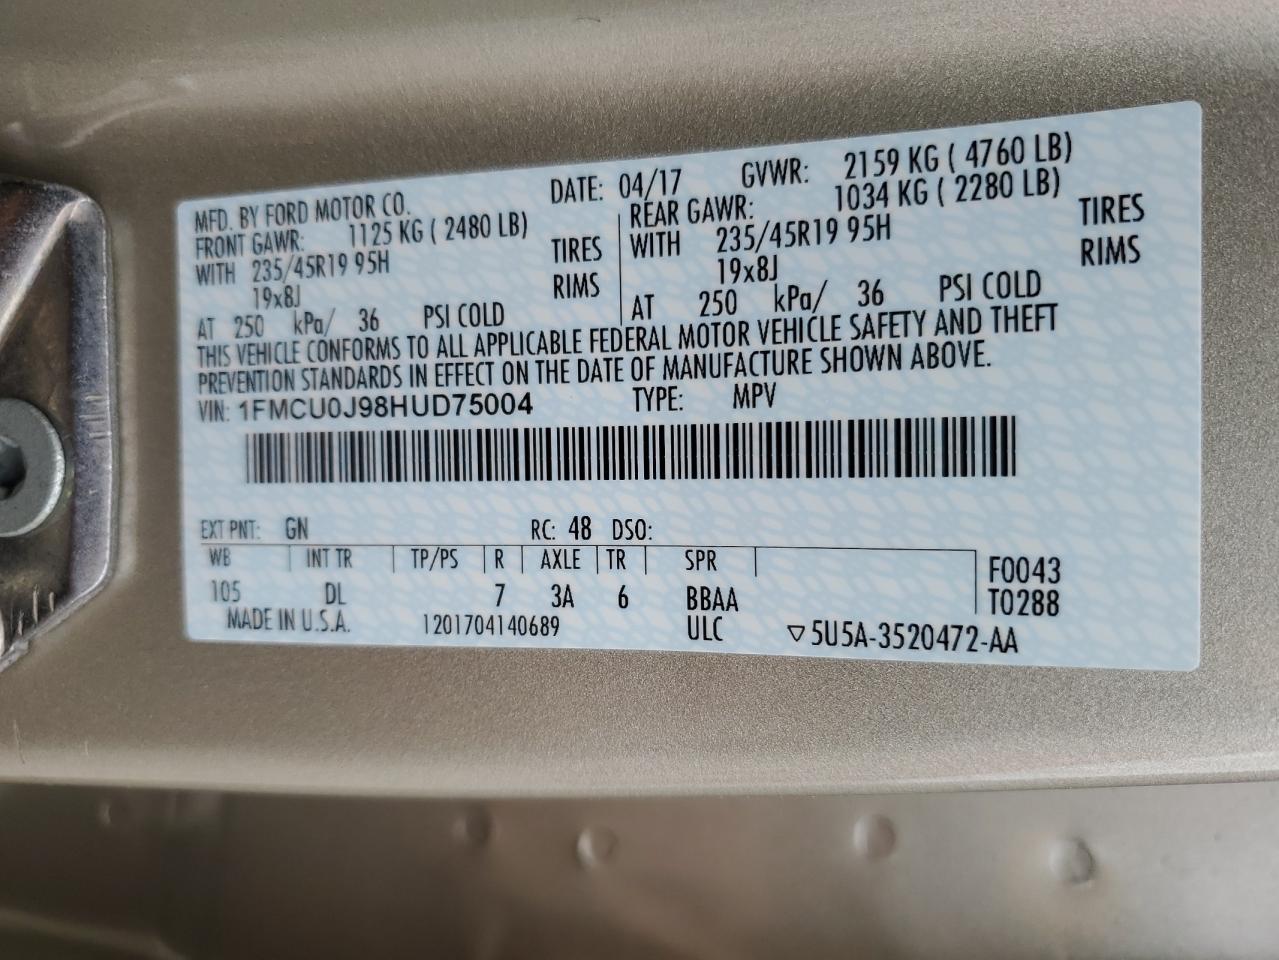 MFD. BY FORD MOTOR CO. DATE: 04/17 GVWR: 2159 KG ( 4760 LB)
FRONT GAWR: 1125 KG ( 2480 LB) REAR GAWR: 1034 KG ( 2280 LB)
WITH 235/45R19 95H TIRES WITH 235/45R19 95H TIRES
19x8J RIMS 19x8J RIMS
AT 250 kPa/ 36 PSI COLD AT 250 kPa/ 36 PSI COLD
THIS VEHICLE CONFORMS TO ALL APPLICABLE FEDERAL MOTOR VEHICLE SAFETY AND THEFT
PREVENTION STANDARDS IN EFFECT ON THE DATE OF MANUFACTURE SHOWN ABOVE.
VIN: 1FMCU0J98HUD75004 TYPE: MPV
EXT PNT: GN RC: 48 DSO:
WB INT TR TP/PS R AXLE TR SPR F0043
105 DL 7 3A 6 BBAA T0288
MADE IN U.S.A. 1201704140689 ULC ▽5U5A-3520472-AA